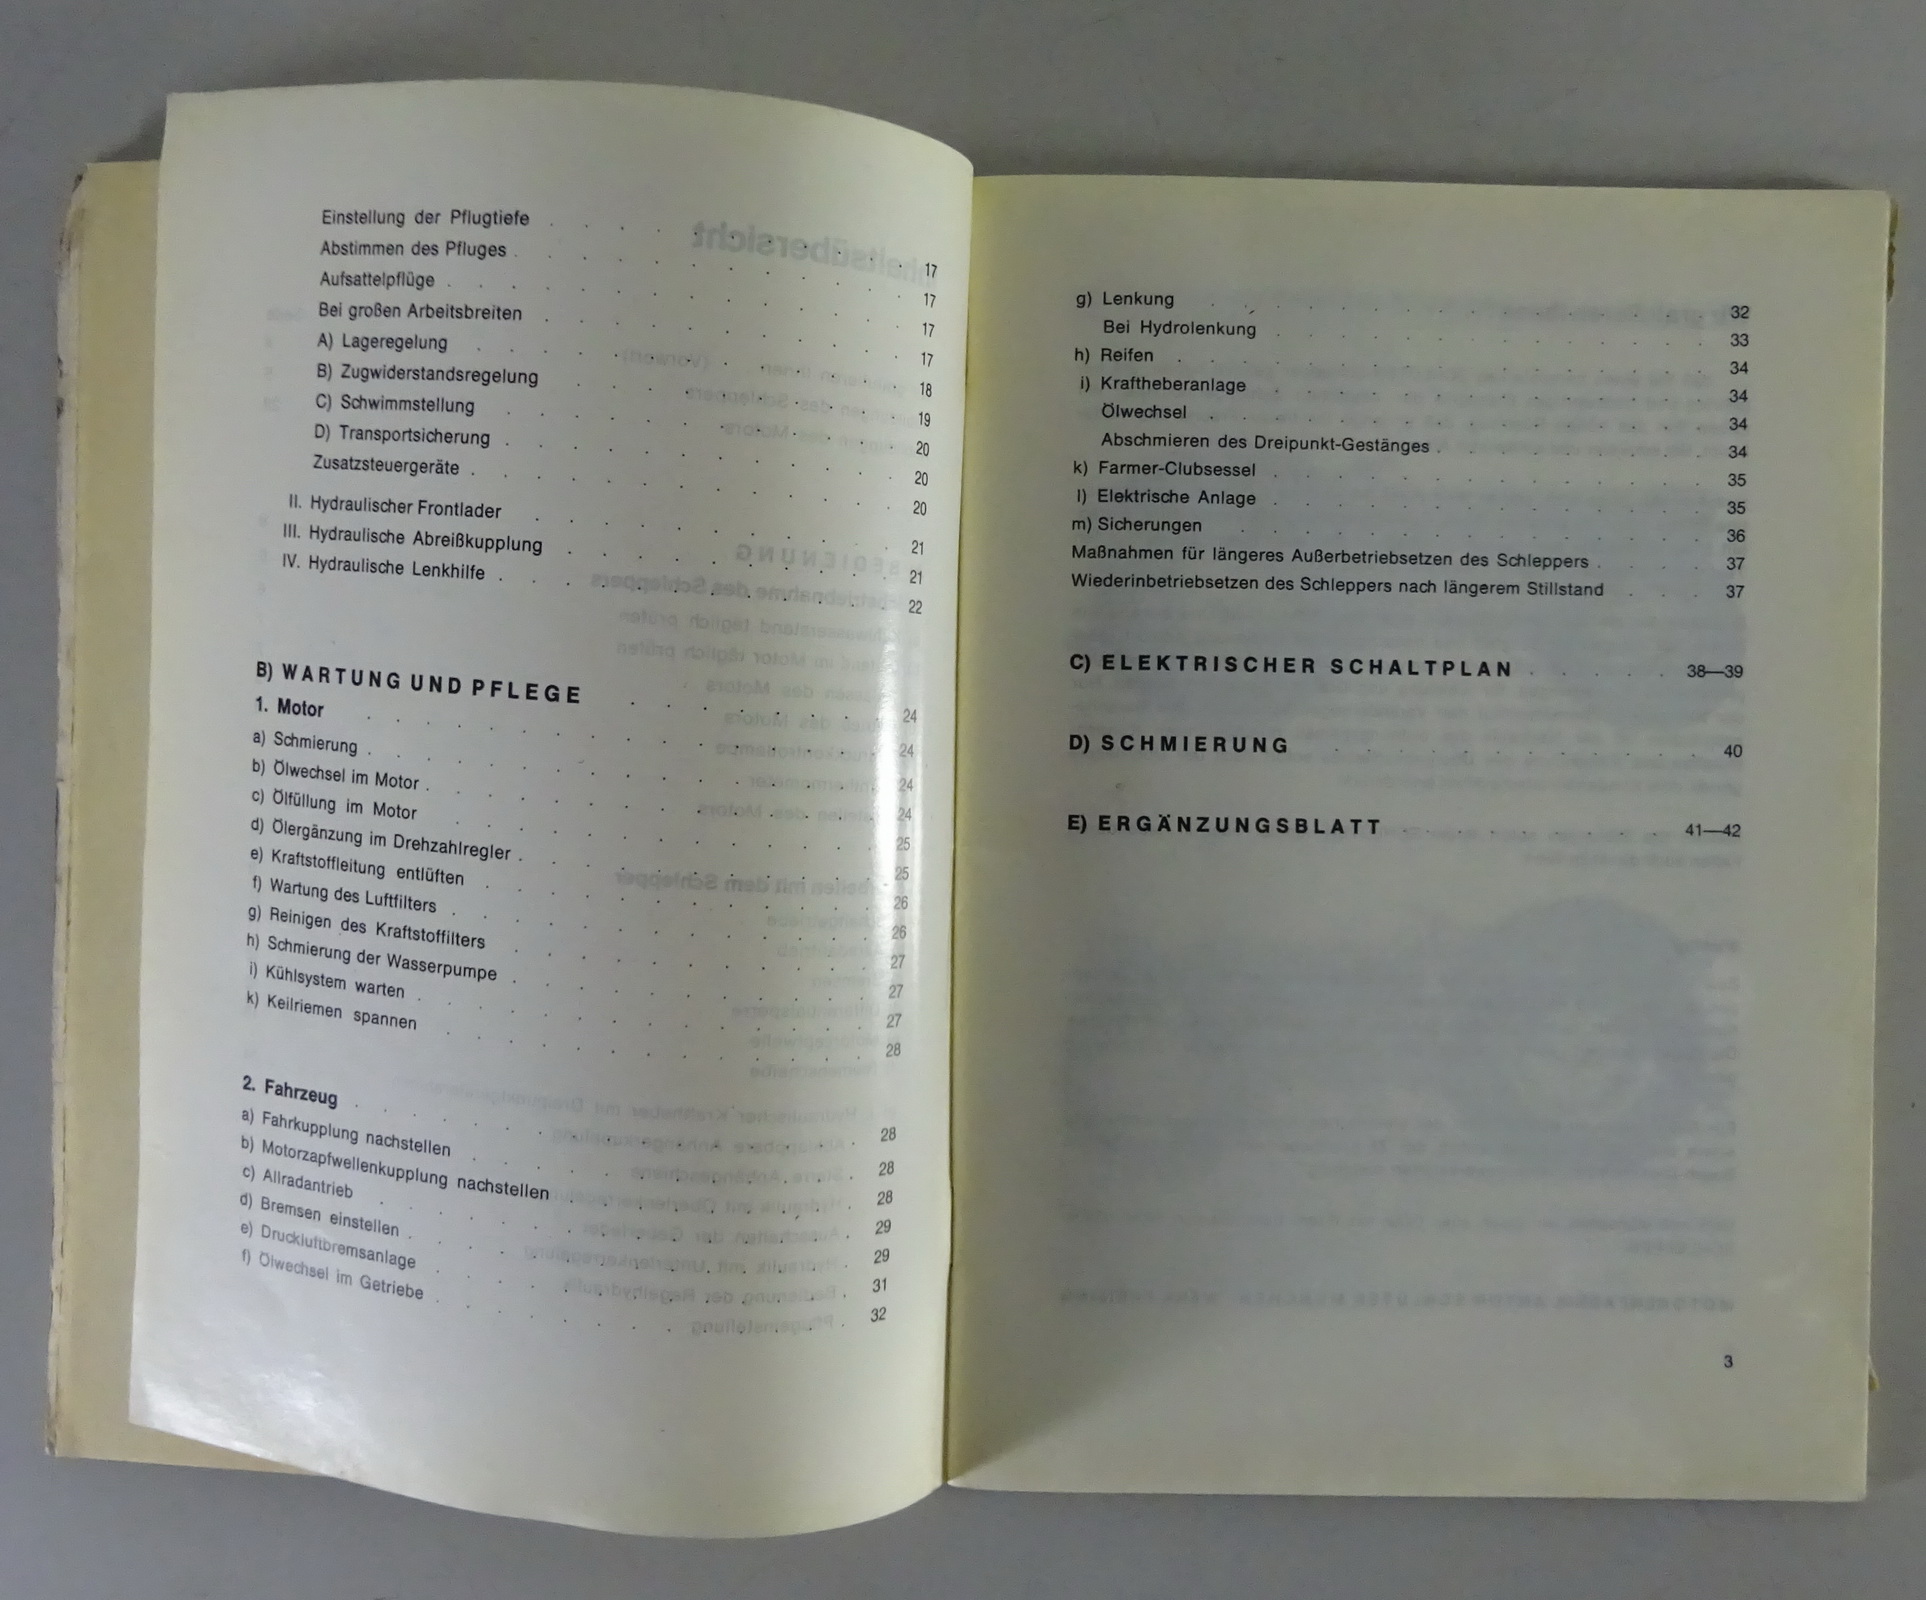 Einstellung der Pflugtiefe . . . . . . . . . . 17
Abstimmen des Pfluges . . . . . . . . . . 17
Aufsattelpflüge . . . . . . . . . . 17
Bei großen Arbeitsbreiten . . . . . . . . . . 17
A) Lageregelung . . . . . . . . . . 18
B) Zugwiderstandsregelung . . . . . . . . . . 19
C) Schwimmstellung . . . . . . . . . . 20
D) Transportsicherung . . . . . . . . . . 20
Zusatzsteuergeräte . . . . . . . . . . 20
II. Hydraulischer Frontlader . . . . . . . . . . 21
III. Hydraulische Abreißkupplung . . . . . . . . . . 21
IV. Hydraulische Lenkhilfe . . . . . . . . . . 22
B) WARTUNG UND PFLEGE . . . . . . . . 24
1. Motor . . . . . . . . . . 24
a) Schmierung . . . . . . . . . . 24
b) Ölwechsel im Motor . . . . . . . . . . 24
c) Ölfüllung im Motor . . . . . . . . . . 25
d) Ölergänzung im Drehzahlregler . . . . . . . . . . 25
e) Kraftstoffleitung entlüften . . . . . . . . . . 26
f) Wartung des Luftfilters . . . . . . . . . . 26
g) Reinigen des Kraftstoffilters . . . . . . . . . . 27
h) Schmierung der Wasserpumpe . . . . . . . . . . 27
i) Kühlsystem warten . . . . . . . . . . 27
k) Keilriemen spannen . . . . . . . . . . 28
2. Fahrzeug . . . . . . . . . . 28
a) Fahrkupplung nachstellen . . . . . . . . . . 28
b) Motorzapfwellenkupplung nachstellen . . . . . . . . 28
c) Allradantrieb . . . . . . . . . . 29
d) Bremsen einstellen . . . . . . . . . . 29
e) Druckluftbremsanlage . . . . . . . . . . 31
f) Ölwechsel im Getriebe . . . . . . . . . . 32
g) Lenkung . . . . . . . . . . 32
Bei Hydrolenkung . . . . . . . . . . 33
h) Reifen . . . . . . . . . . 34
i) Kraftheberanlage . . . . . . . . . . 34
Ölwechsel . . . . . . . . . . 34
Abschmieren des Dreipunkt-Gestänges . . . . . . . 34
k) Farmer-Clubsessel . . . . . . . . . . 35
l) Elektrische Anlage . . . . . . . . . . 35
m) Sicherungen . . . . . . . . . . 36
Maßnahmen für längeres Außerbetriebsetzen des Schleppers . . . . 37
Wiederinbetriebsetzen des Schleppers nach längerem Stillstand . . . 37
C) ELEKTRISCHER SCHALTPLAN . . . . . 38—39
D) SCHMIERUNG . . . . . . . . . . 40
E) ERGÄNZUNGSBLATT . . . . . . . . 41—42
3